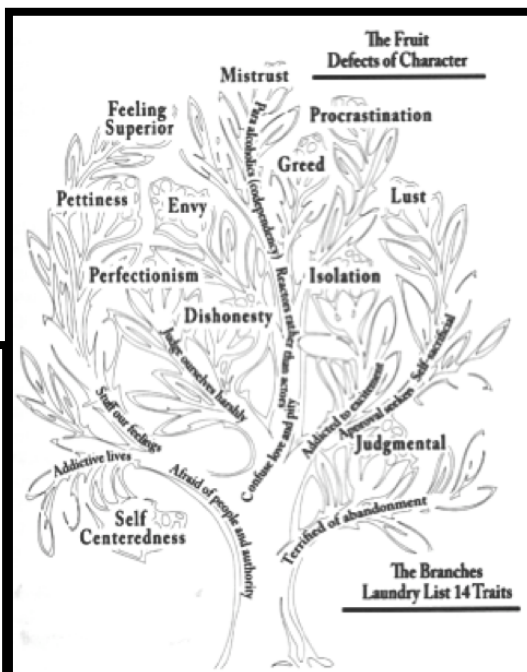 The Fruit
Defects of Character
Mistrust
Feeling
Superior
Procrastination
Greed
Pettiness
Envy
Lust
Para alcoholics (codependency)
Perfectionism
Isolation
Dishonesty
Reactors rather than actors
Judge ourselves harshly
Stuff our feelings
Confuse love and pity
Addicted to excitement
Approval seekers
Self-sacrificial
Judgmental
Addictive lives
Afraid of people and authority
Self
Centeredness
Terrified of abandonment
The Branches
Laundry List 14 Traits